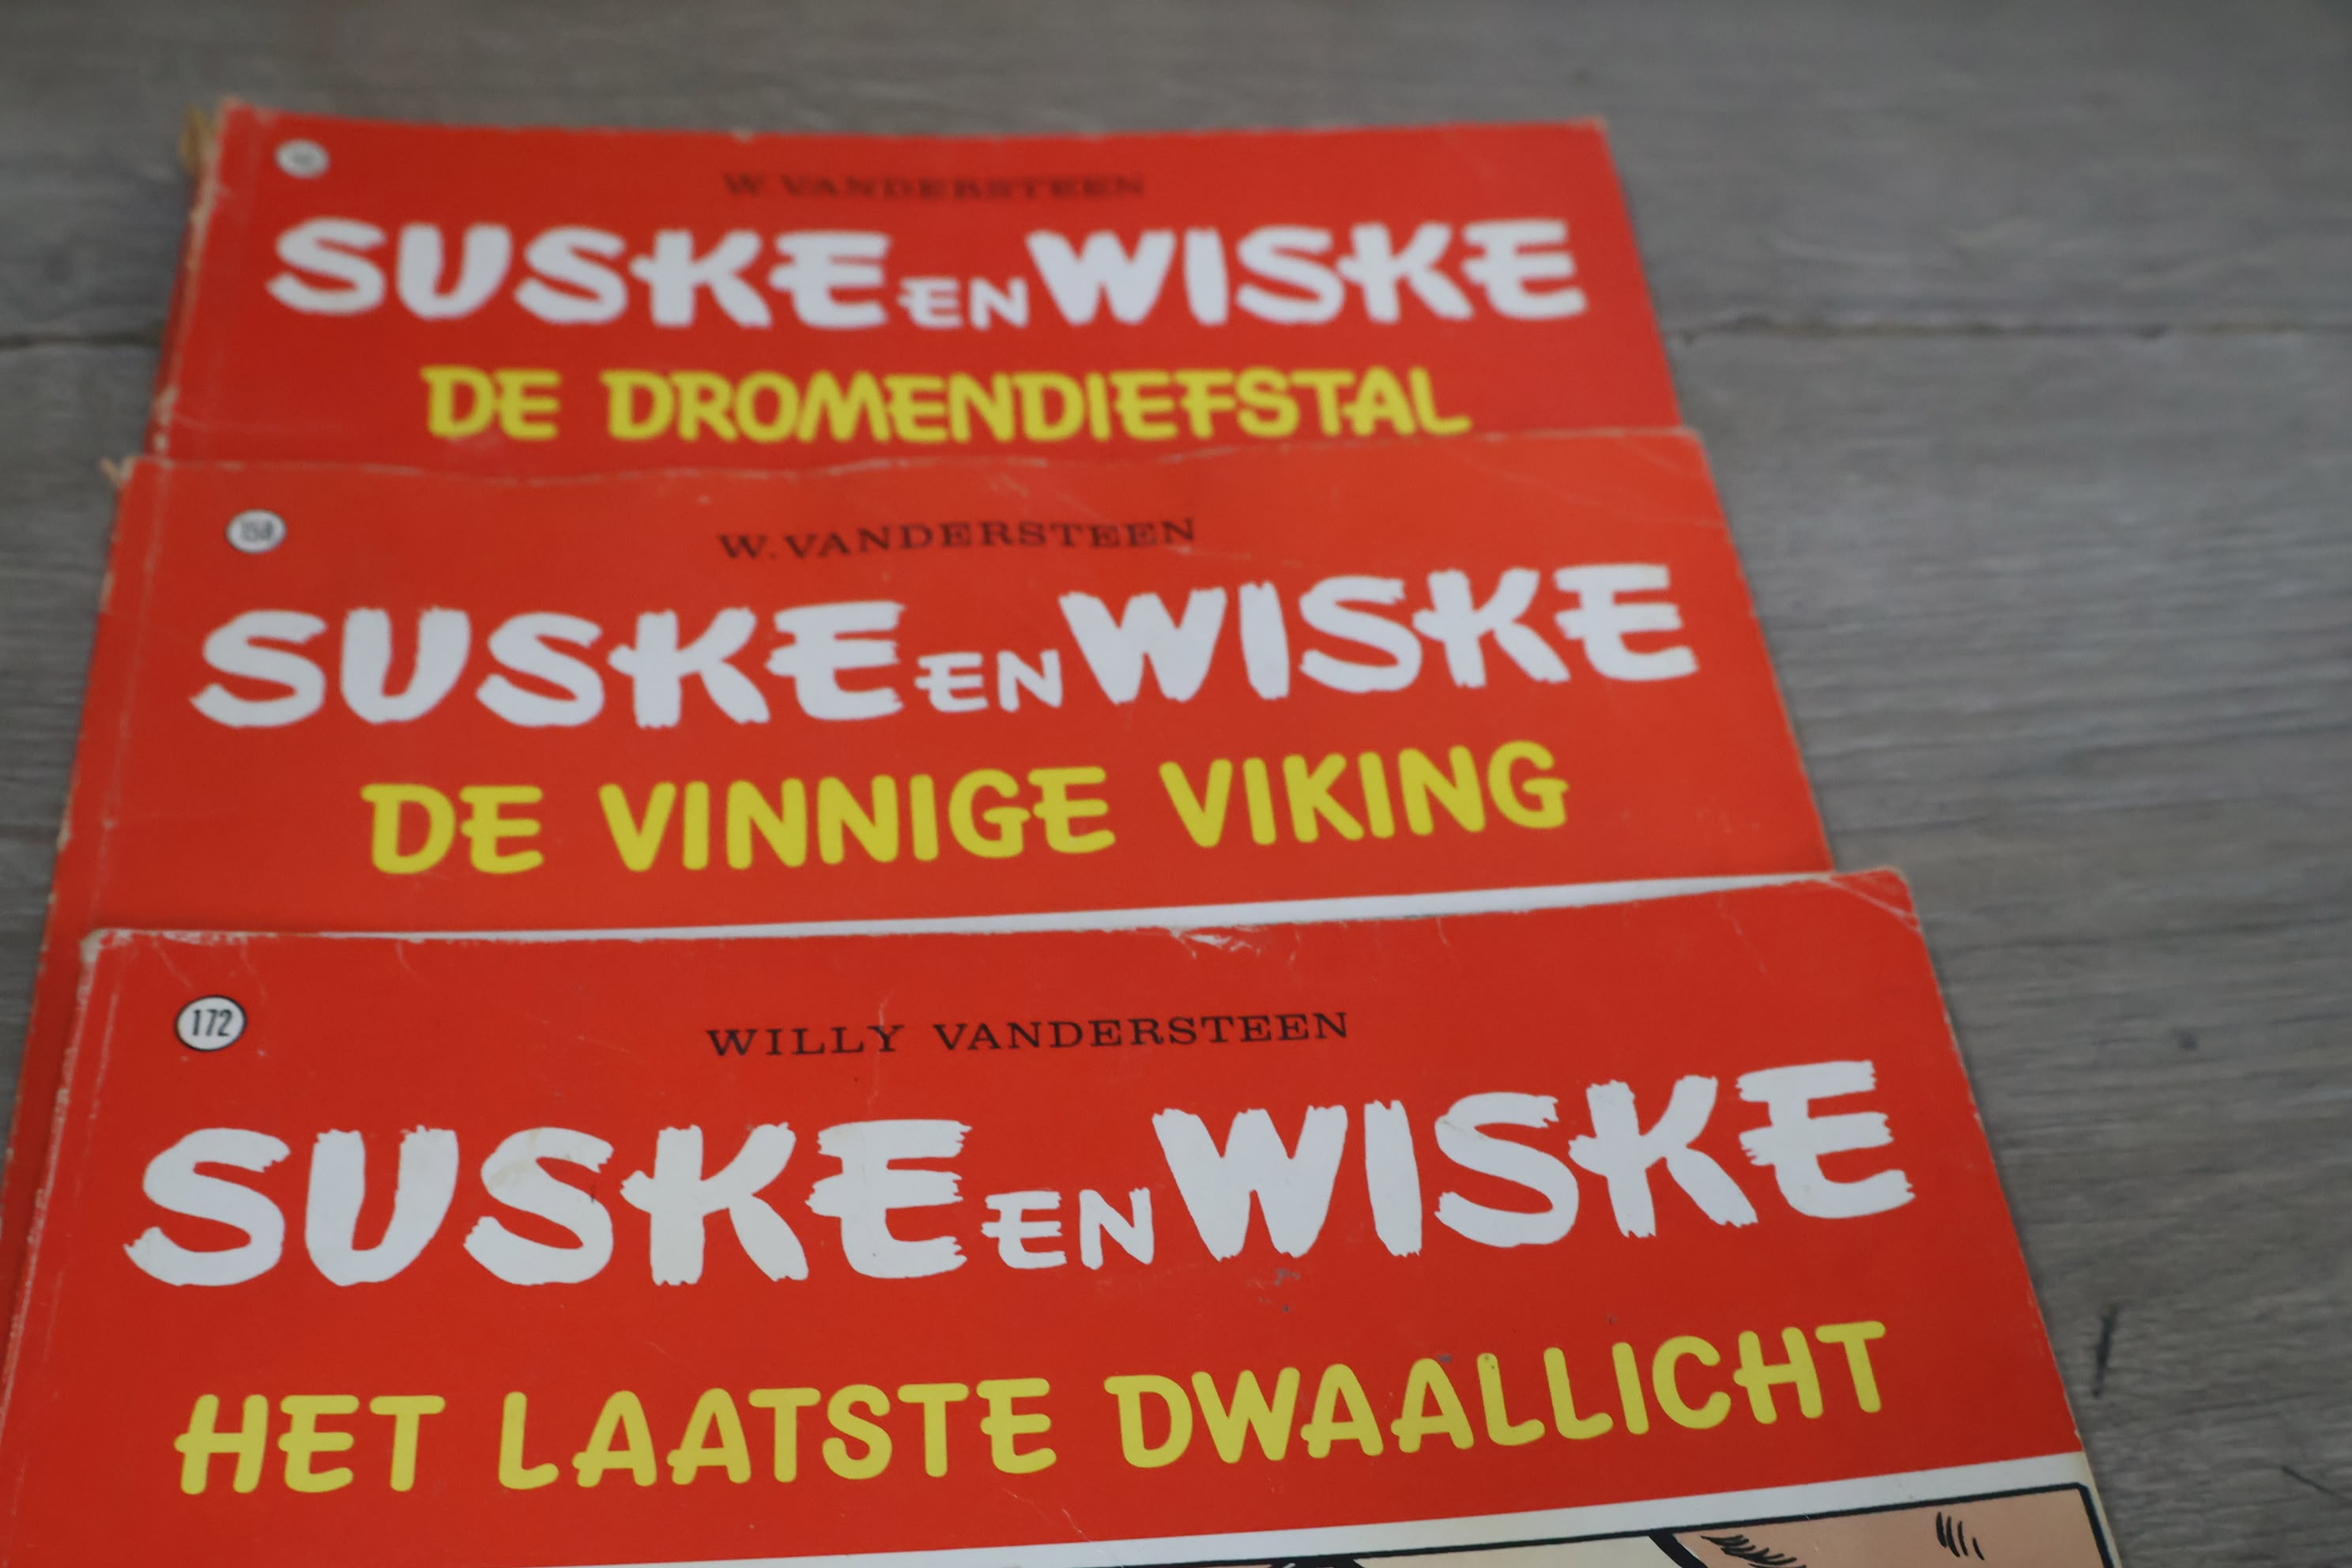 W. VANDERSTEEN
SUSKE EN WISKE
DE DROMENDIEFSTAL
158
W. VANDERSTEEN
SUSKE EN WISKE
DE VINNIGE VIKING
172
WILLY VANDERSTEEN
SUSKE EN WISKE
HET LAATSTE DWAALLICHT